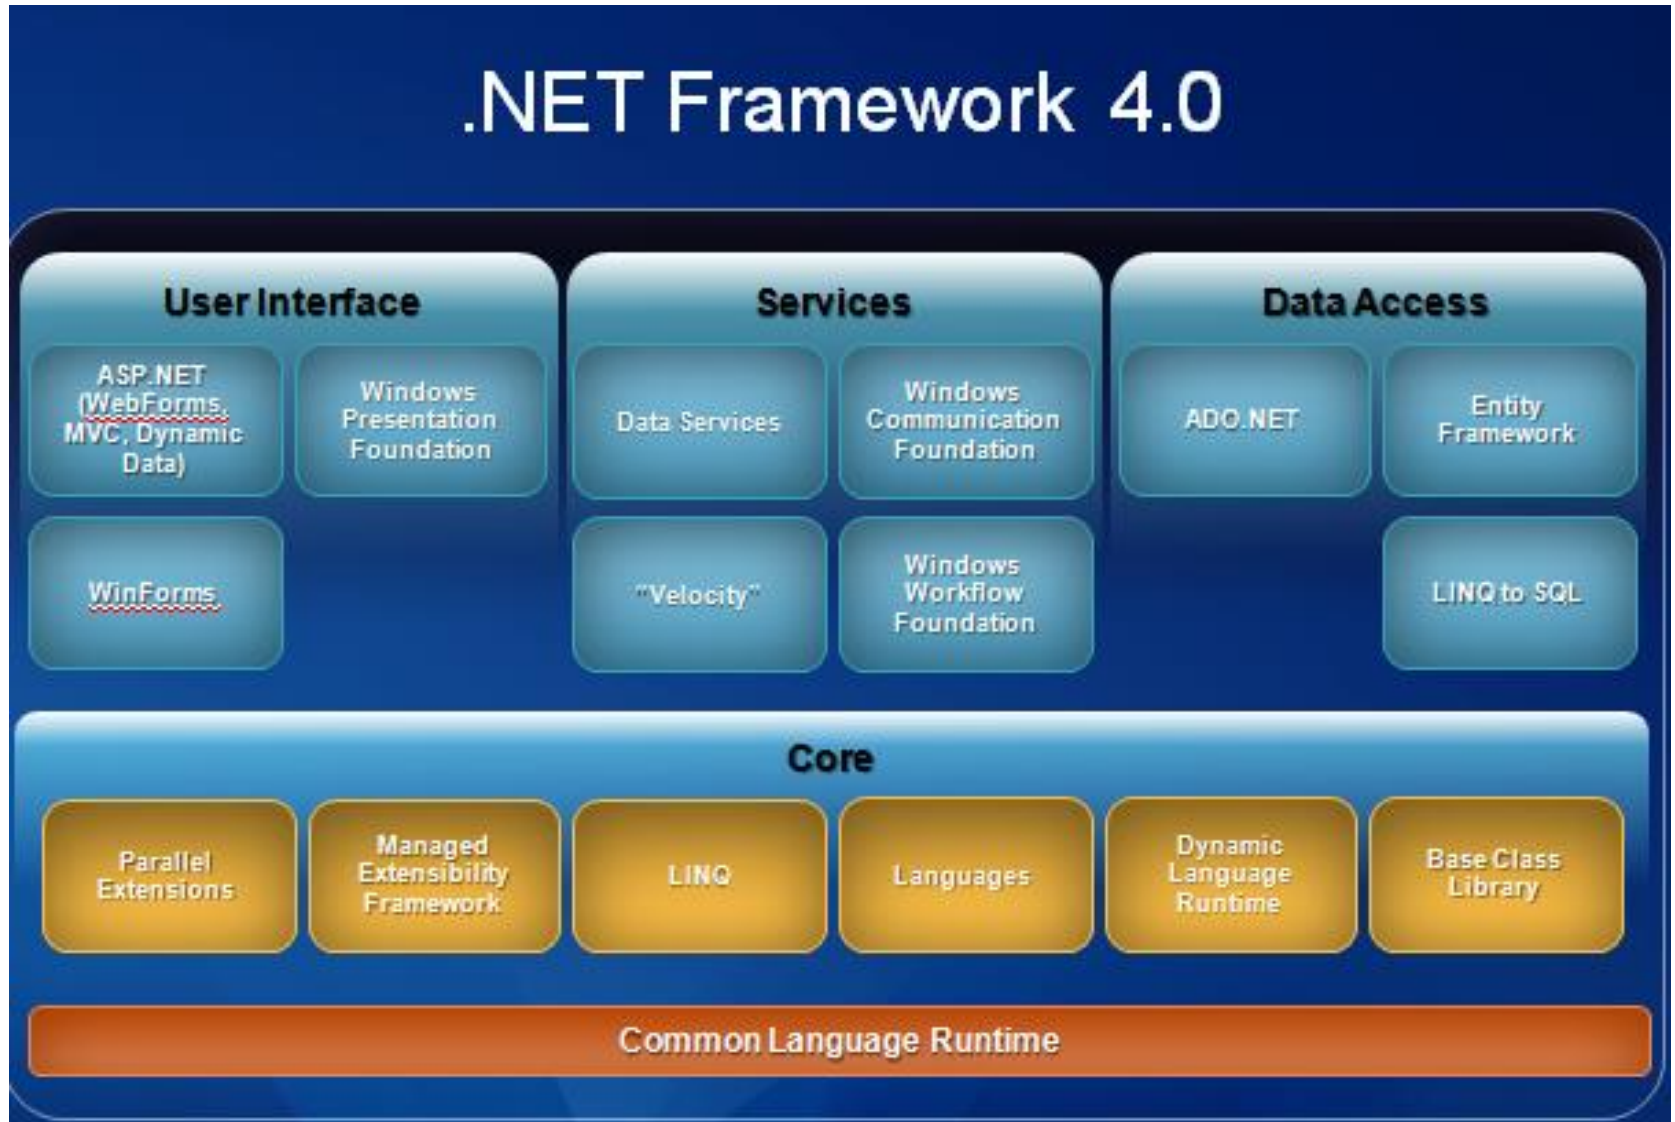 .NET Framework 4.0
User Interface
ASP.NET
(WebForms,
MVC, Dynamic
Data)
Windows
Presentation
Foundation
WinForms
Services
Data Services
Windows
Communication
Foundation
"Velocity"
Windows
Workflow
Foundation
Data Access
ADO.NET
Entity
Framework
LINQ to SQL
Core
Parallel
Extensions
Managed
Extensibility
Framework
LINQ
Languages
Dynamic
Language
Runtime
Base Class
Library
Common Language Runtime